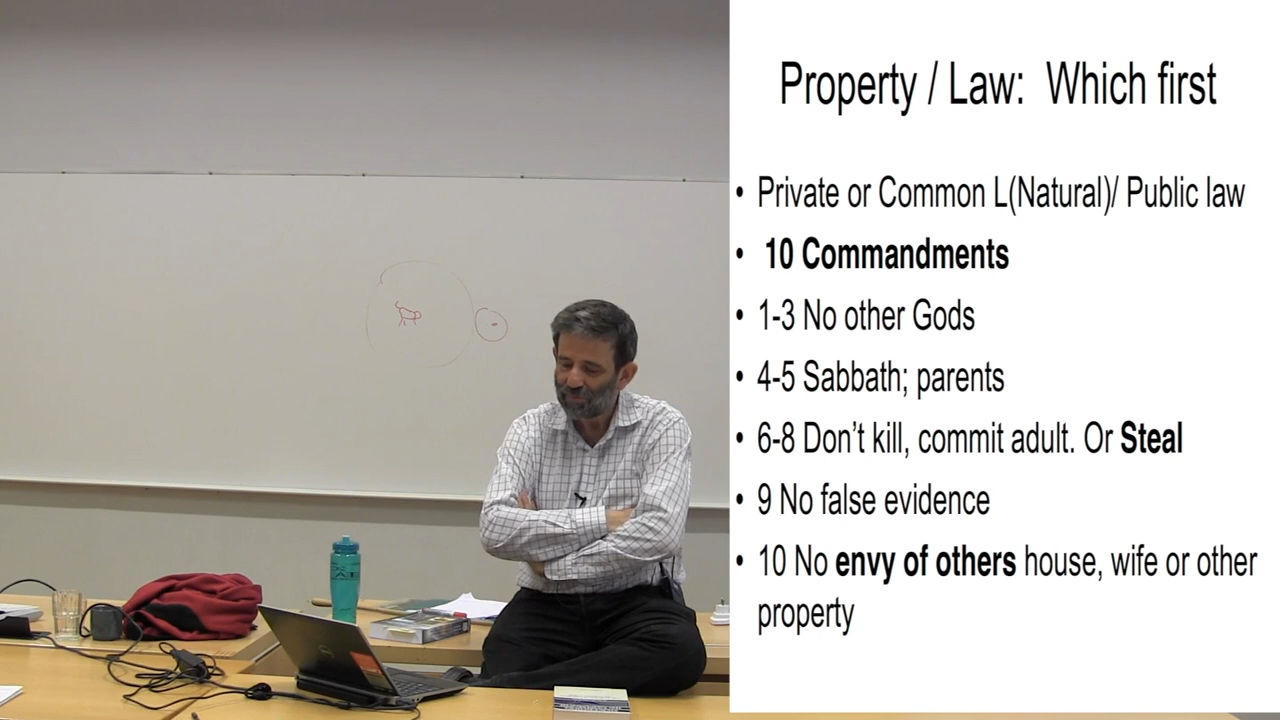 Property / Law: Which first
• Private or Common L(Natural)/ Public law
• 10 Commandments
• 1-3 No other Gods
• 4-5 Sabbath; parents
• 6-8 Don't kill, commit adult. Or Steal
• 9 No false evidence
• 10 No envy of others house, wife or other
property